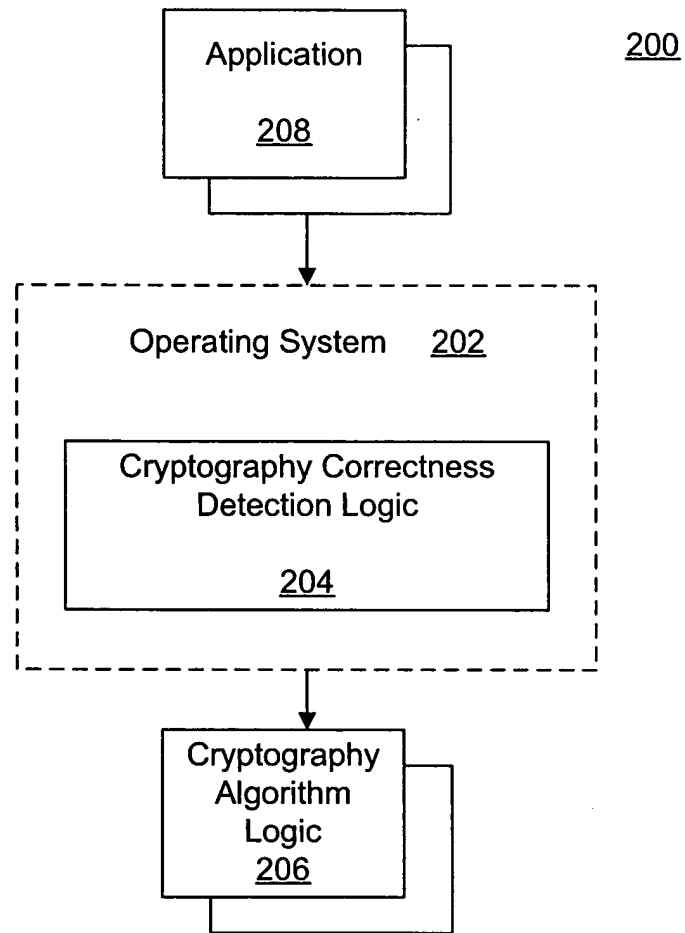 Application
208
200
Operating System 202
Cryptography Correctness
Detection Logic
204
Cryptography
Algorithm
Logic
206